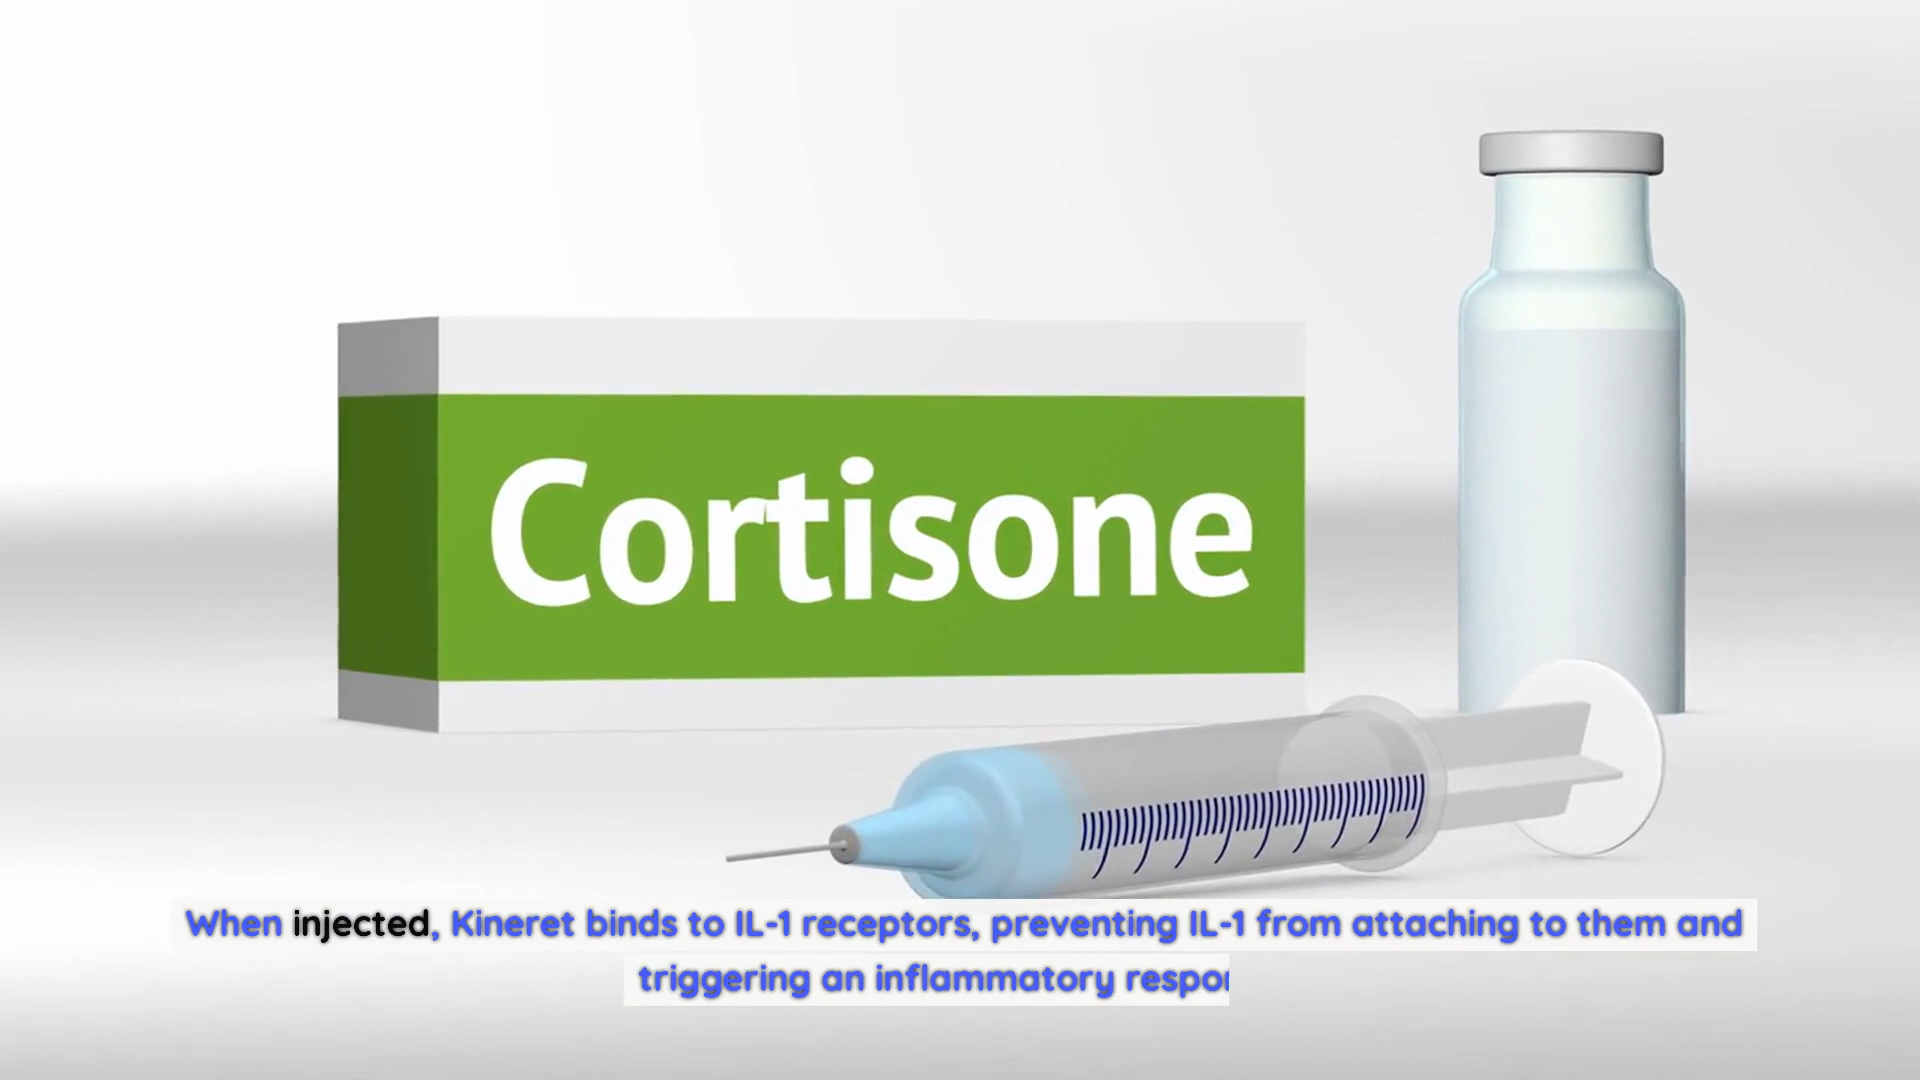 Cortisone
When injected, Kineret binds to IL-1 receptors, preventing IL-1 from attaching to them and
triggering an inflammatory